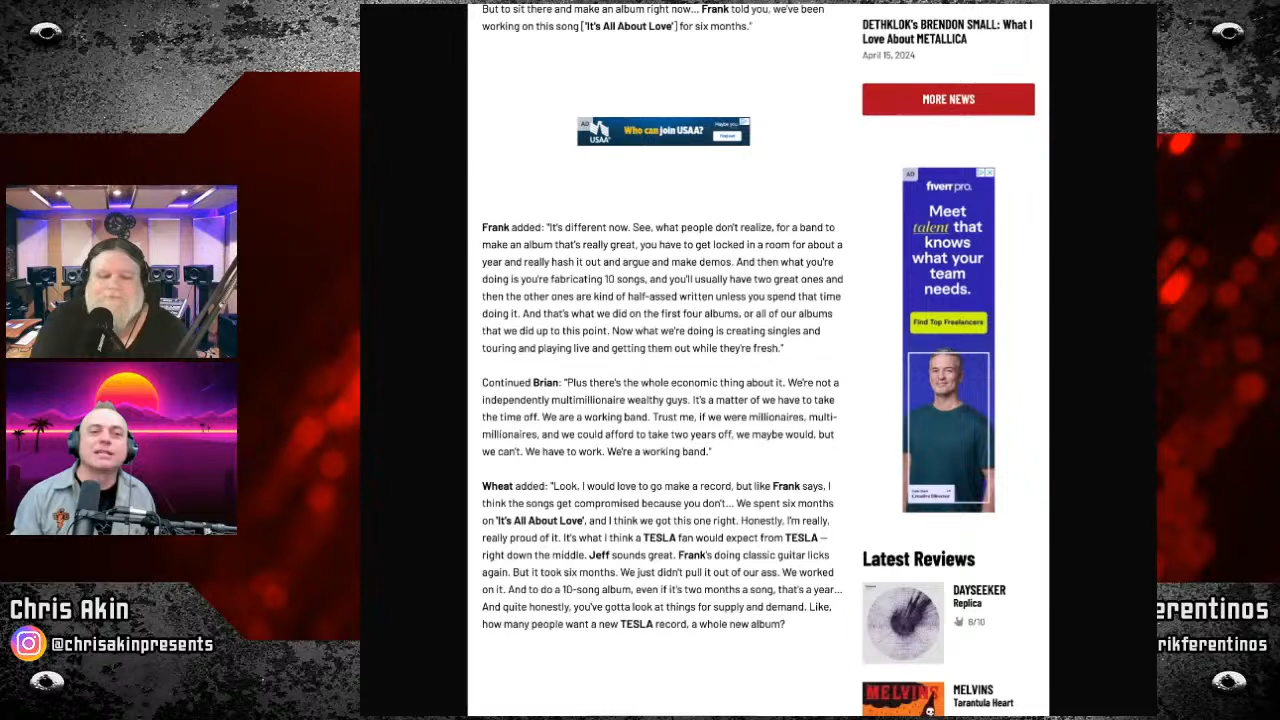 But to sit there and make an album right now... Frank told you, we've been
working on this song ['It's All About Love'] for six months."
AD
USAA
Who can join USAA?
Maybe you
Frank added: "It's different now. See, what people don't realize, for a band to
make an album that's really great, you have to get locked in a room for about a
year and really hash it out and argue and make demos. And then what you're
doing is you're fabricating 10 songs, and you'll usually have two great ones and
then the other ones are kind of half-assed written unless you spend that time
doing it. And that's what we did on the first four albums, or all of our albums
that we did up to this point. Now what we're doing is creating singles and
touring and playing live and getting them out while they're fresh."
Continued Brian: "Plus there's the whole economic thing about it. We're not a
independently multimillionaire wealthy guys. It's a matter of we have to take
the time off. We are a working band. Trust me, if we were millionaires, multi-
millionaires, and we could afford to take two years off, we maybe would, but
we can't. We have to work. We're a working band."
Wheat added: "Look, I would love to go make a record, but like Frank says, I
think the songs get compromised because you don't... We spent six months
on 'It's All About Love', and I think we got this one right. Honestly, I'm really,
really proud of it. It's what I think a TESLA fan would expect from TESLA —
right down the middle. Jeff sounds great. Frank's doing classic guitar licks
again. But it took six months. We just didn't pull it out of our ass. We worked
on it. And to do a 10-song album, even if it's two months a song, that's a year...
And quite honestly, you've gotta look at things for supply and demand. Like,
how many people want a new TESLA record, a whole new album?
DETHKLOK's BRENDON SMALL: What I
Love About METALLICA
April 15, 2024
MORE NEWS
AD
fiverr pro.
Meet
talent that
knows
what your
team
needs.
Find Top Freelancers
Creative Director
Latest Reviews
DAYSEEKER
Replica
8/10
MELVINS
MELVINS
Tarantula Heart
Chris Akin
@chrisakinpresents
ferentinos
rikferentinos